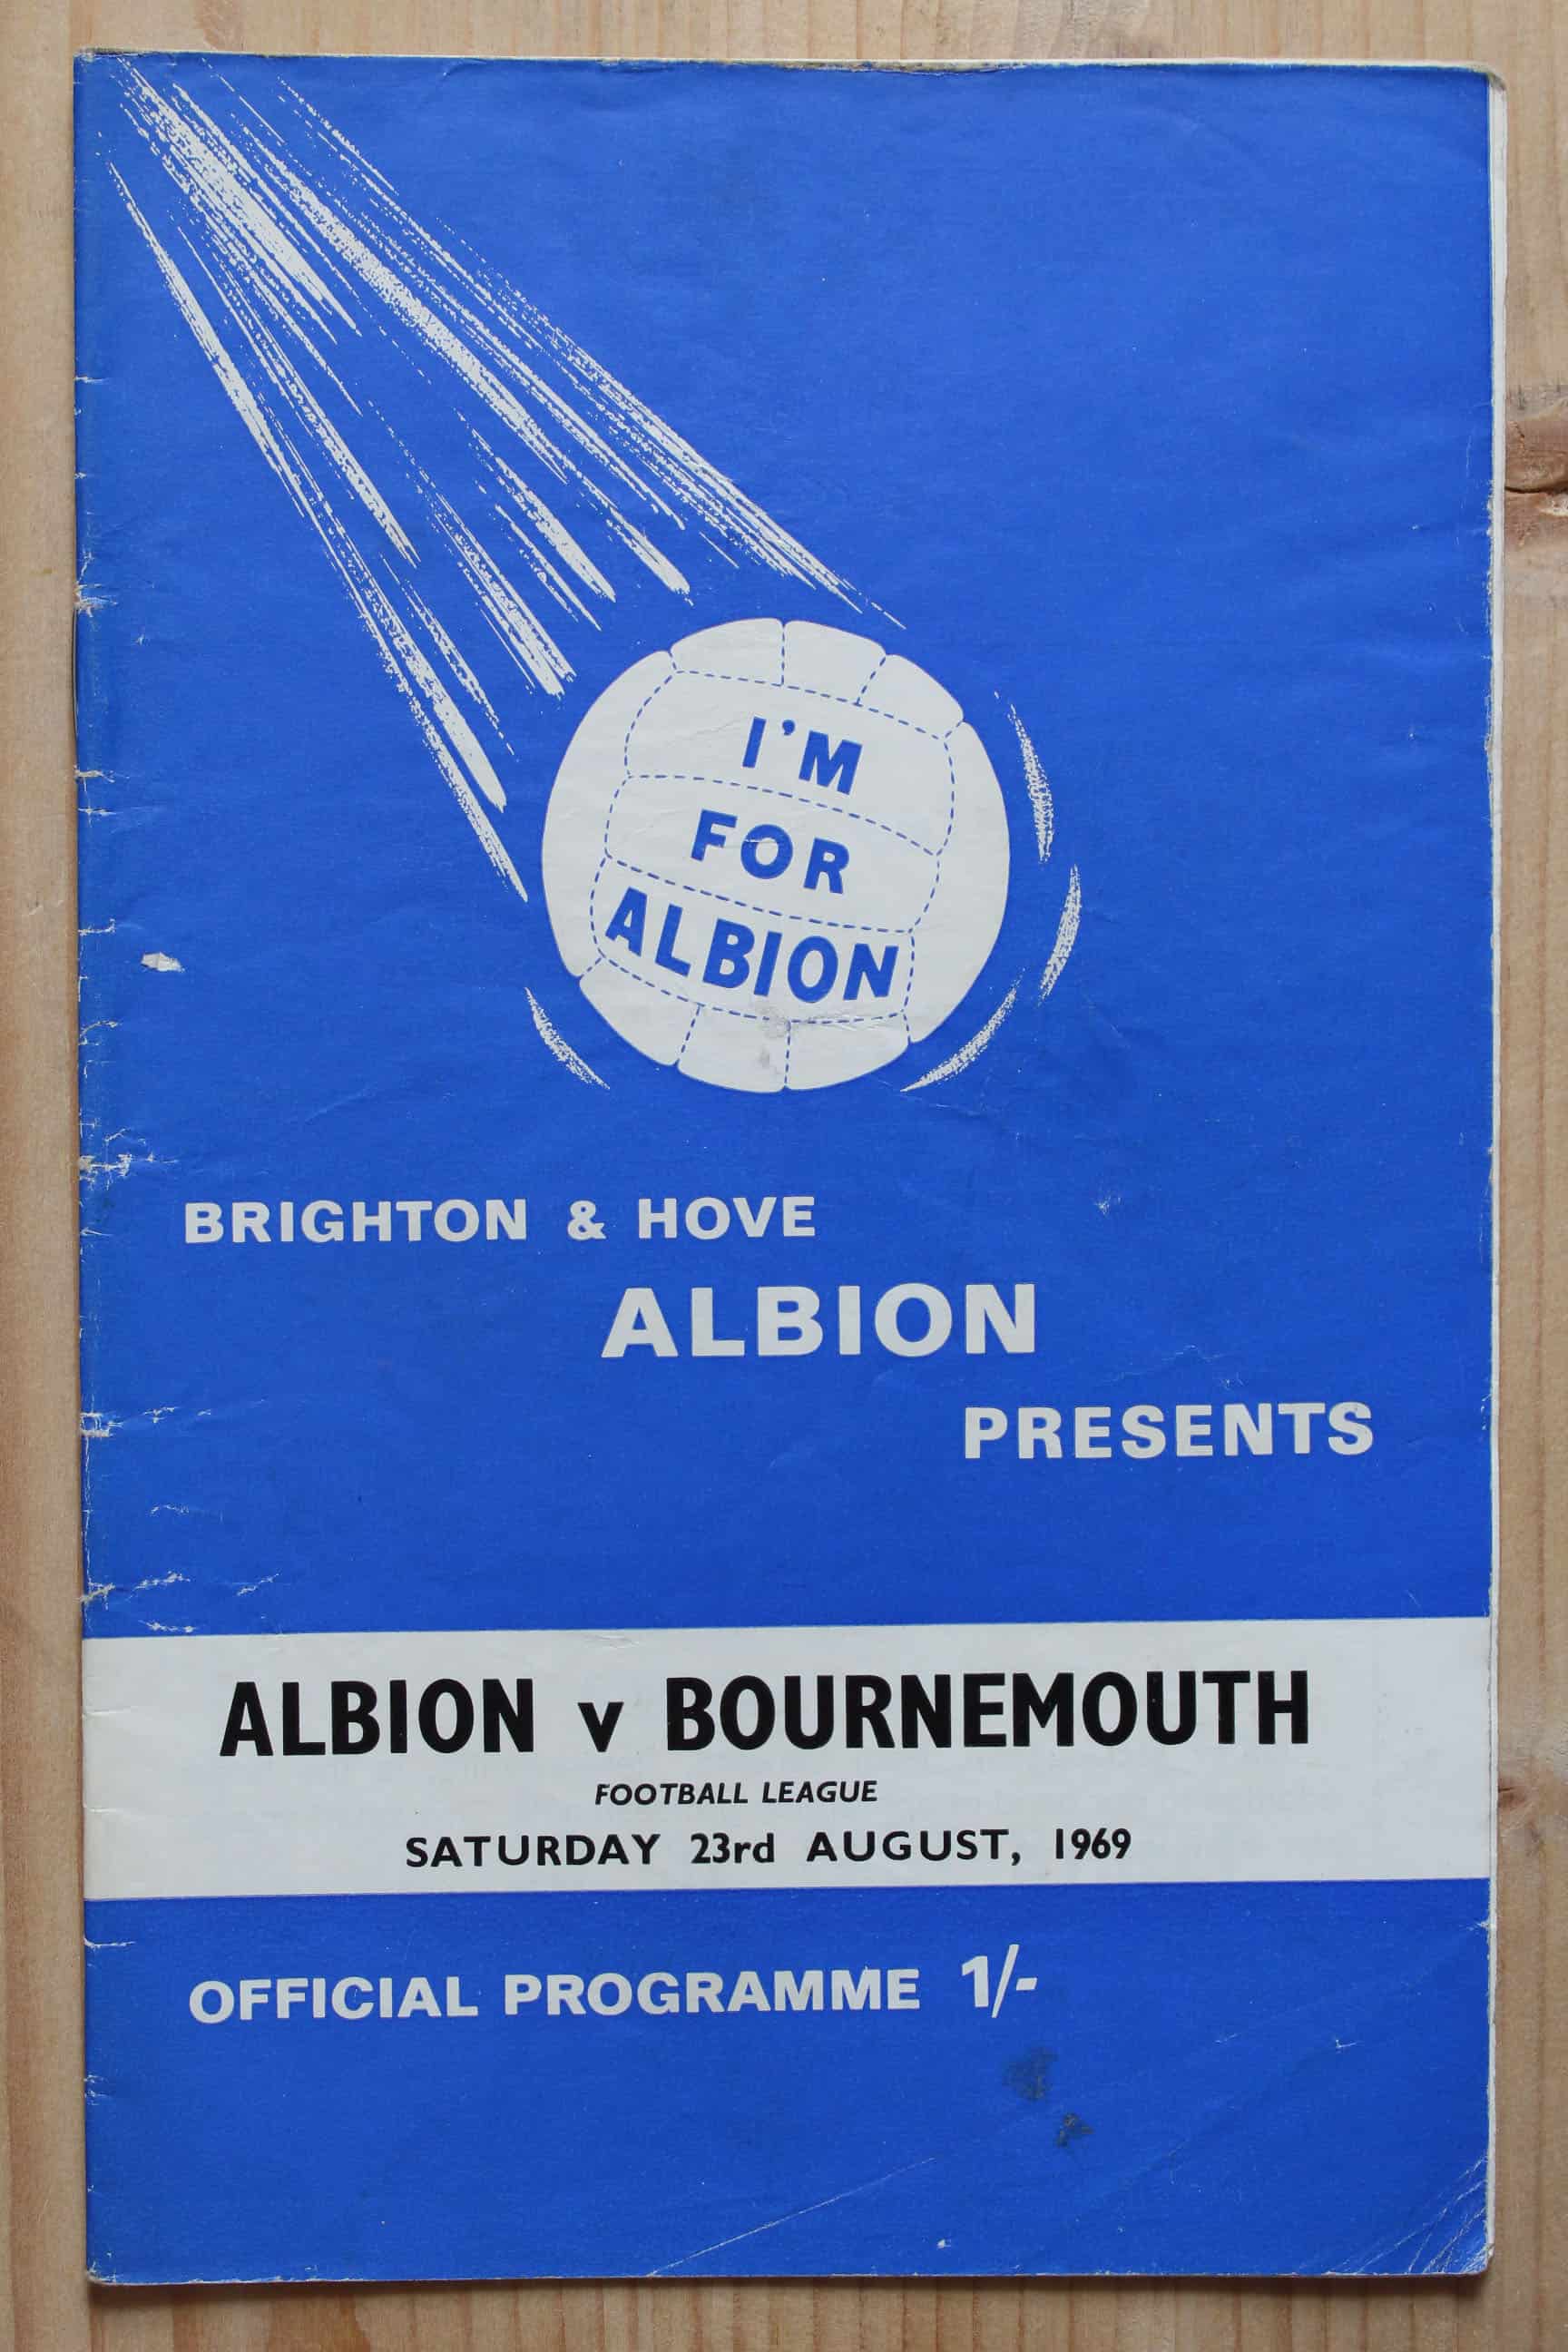 I'M
FOR
ALBION
BRIGHTON & HOVE
ALBION
PRESENTS
ALBION v BOURNEMOUTH
FOOTBALL LEAGUE
SATURDAY 23rd AUGUST, 1969
OFFICIAL PROGRAMME 1/-